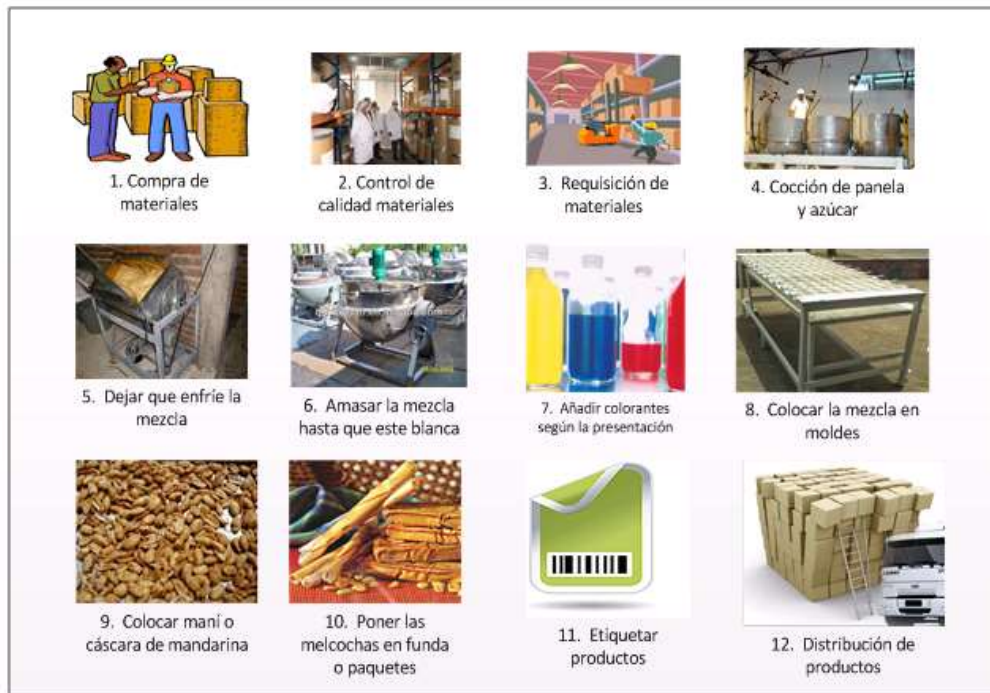 1. Compra de
materiales
2. Control de
calidad materiales
3. Requisición de
materiales
4. Cocción de panela
y azúcar
5. Dejar que enfríe la
mezcla
6. Amasar la mezcla
hasta que este blanca
7. Añadir colorantes
según la presentación
8. Colocar la mezcla en
moldes
9. Colocar maní o
cáscara de mandarina
10. Poner las
melcochas en funda
o paquetes
11. Etiquetar
productos
12. Distribución de
productos